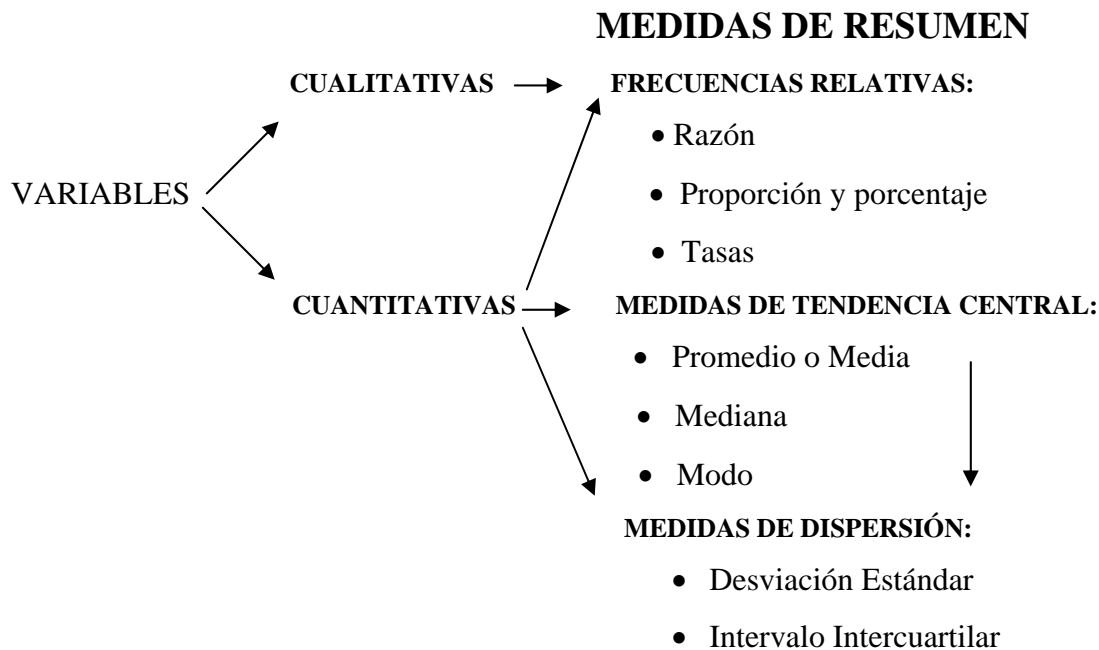 MEDIDAS DE RESUMEN
CUALITATIVAS
FRECUENCIAS RELATIVAS:
• Razón
• Proporción y porcentaje
• Tasas
VARIABLES
CUANTITATIVAS
MEDIDAS DE TENDENCIA CENTRAL:
• Promedio o Media
• Mediana
• Modo
MEDIDAS DE DISPERSIÓN:
• Desviación Estándar
• Intervalo Intercuartilar